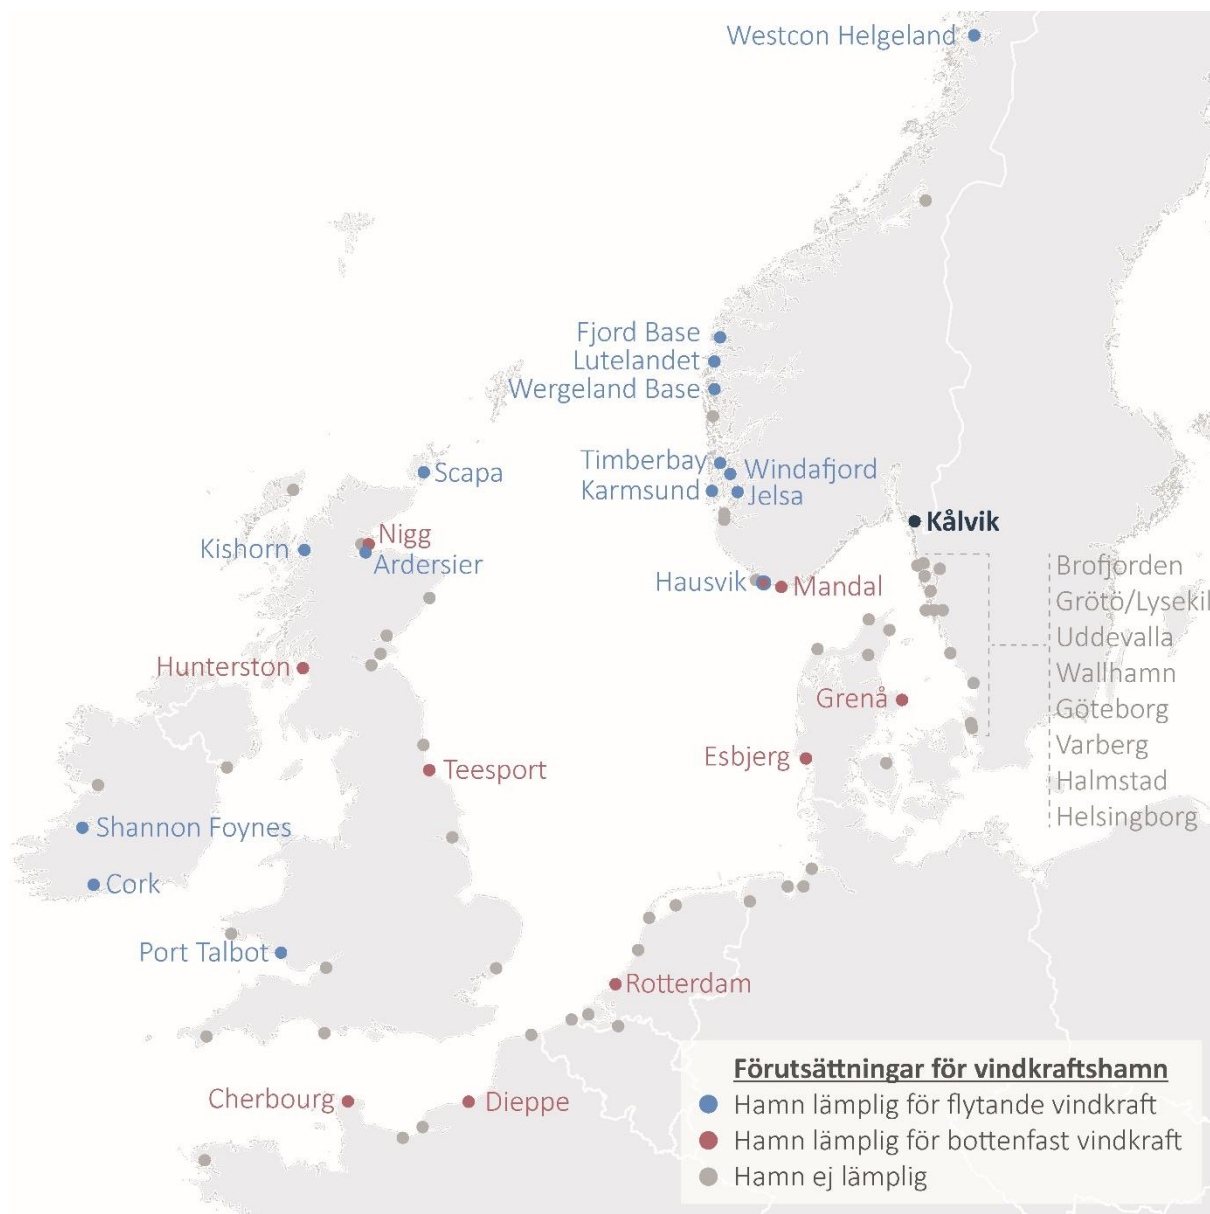 Westcon Helgeland
Fjord Base
Lutelandet
Wergeland Base
Timberbay
Windafjord
Karmsund
Jelsa
Scapa
Kålvik
Nigg
Kishorn
Ardersier
Hausvik
Mandal
Brofjorden
Grötö/Lysekil
Uddevalla
Wallhamn
Göteborg
Varberg
Halmstad
Helsingborg
Hunterston
Grenå
Esbjerg
Teesport
Shannon Foynes
Cork
Port Talbot
Rotterdam
Cherbourg
Dieppe
Förutsättningar för vindkraftshamn
Hamn lämplig för flytande vindkraft
Hamn lämplig för bottenfast vindkraft
Hamn ej lämplig